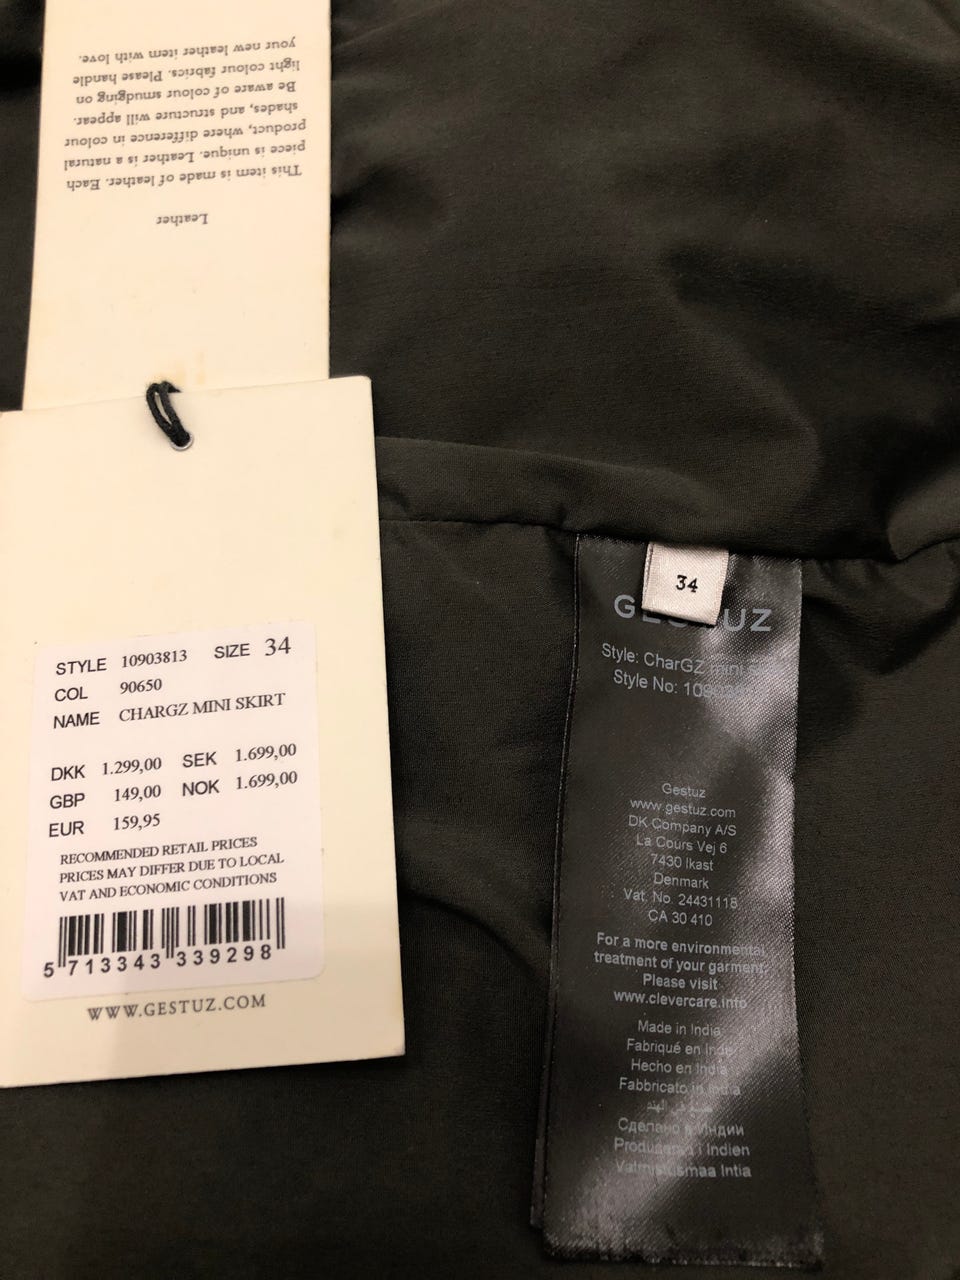 Leather
This item is made of leather. Each
piece is unique. Leather is a natural
product, where difference in colour
shades, and structure will appear.
Be aware of colour smudging on
light colour fabrics. Please handle
your new leather item with love.
STYLE 10903813 SIZE 34
COL 90650
NAME CHARGZ MINI SKIRT
DKK 1.299,00 SEK 1.699,00
GBP 149,00 NOK 1.699,00
EUR 159,95
RECOMMENDED RETAIL PRICES
PRICES MAY DIFFER DUE TO LOCAL
VAT AND ECONOMIC CONDITIONS
5 713343 339298
WWW.GESTUZ.COM
34
Style: CharGZ mini
Style No:
Gestuz
www.gestuz.com
DK Company A/S
La Cours Vej 6
7430 Ikast
Denmark
Vat. No. 24431118
CA 30 410
For a more environmental
treatment of your garment.
Please visit
www.clevercare.info
Made in India
Fabriqué en Inde
Hecho en India
Fabbricato in India
Сделано в Индии
Produsert i Indien
Valmistusmaa Intia